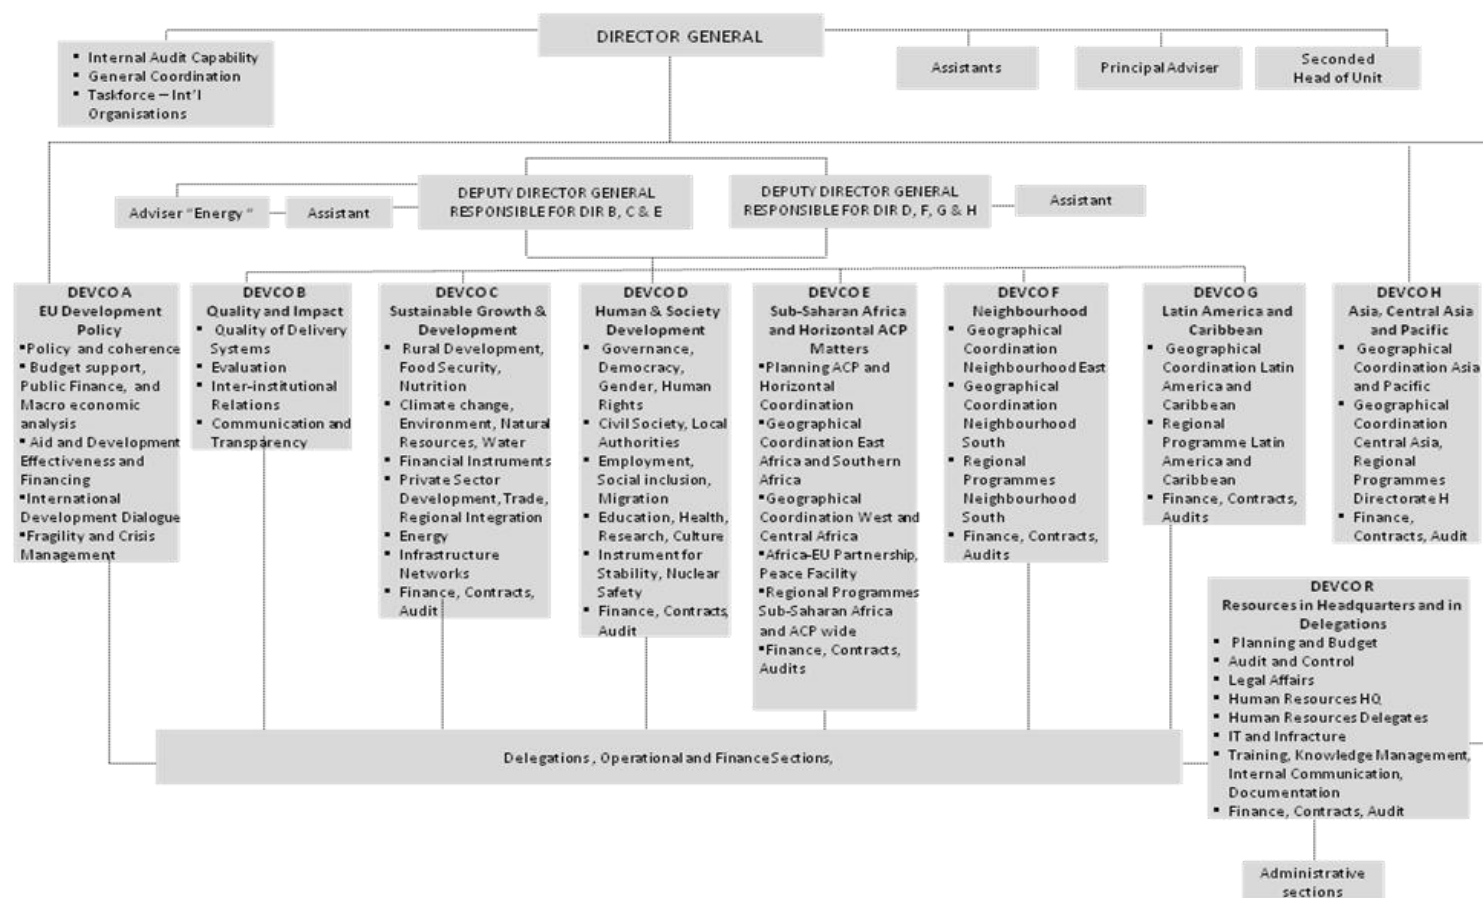 DIRECTOR GENERAL
▪ Internal Audit Capability
▪ General Coordination
▪ Taskforce – Int'l
Organisations
Assistants
Principal Adviser
Seconded
Head of Unit
DEPUTY DIRECTOR GENERAL
RESPONSIBLE FOR DIR B, C & E
DEPUTY DIRECTOR GENERAL
RESPONSIBLE FOR DIR D, F, G & H
Adviser "Energy "
Assistant
Assistant
DEVCO A
EU Development
Policy
▪Policy and coherence
▪ Budget support,
Public Finance, and
Macro economic
analysis
▪ Aid and Development
Effectiveness and
Financing
▪International
Development Dialogue
▪Fragility and Crisis
Management
DEVCO B
Quality and Impact
▪ Quality of Delivery
Systems
▪ Evaluation
▪ Inter-institutional
Relations
▪ Communication and
Transparency
DEVCO C
Sustainable Growth &
Development
▪ Rural Development,
Food Security,
Nutrition
▪ Climate change,
Environment, Natural
Resources, Water
▪ Financial Instruments
▪ Private Sector
Development, Trade,
Regional Integration
▪ Energy
▪ Infrastructure
Networks
▪ Finance, Contracts,
Audit
DEVCO D
Human & Society
Development
▪ Governance,
Democracy,
Gender, Human
Rights
▪ Civil Society, Local
Authorities
▪ Employment,
Social inclusion,
Migration
▪ Education, Health,
Research, Culture
▪ Instrument for
Stability, Nuclear
Safety
▪ Finance, Contracts,
Audit
DEVCO E
Sub-Saharan Africa
and Horizontal ACP
Matters
▪Planning ACP and
Horizontal
Coordination
▪Geographical
Coordination East
Africa and Southern
Africa
▪Geographical
Coordination West and
Central Africa
▪Africa-EU Partnership,
Peace Facility
▪Regional Programmes
Sub-Saharan Africa
and ACP wide
▪Finance, Contracts,
Audits
DEVCO F
Neighbourhood
▪ Geographical
Coordination
Neighbourhood East
▪ Geographical
Coordination
Neighbourhood
South
▪ Regional
Programmes
Neighbourhood
South
▪ Finance, Contracts,
Audits
DEVCO G
Latin America and
Caribbean
▪ Geographical
Coordination Latin
America and
Caribbean
▪ Regional
Programme Latin
America and
Caribbean
▪ Finance, Contracts,
Audits
DEVCO H
Asia, Central Asia
and Pacific
▪ Geographical
Coordination Asia
and Pacific
▪ Geographical
Coordination
Central Asia,
Regional
Programmes
Directorate H
▪ Finance,
Contracts, Audit
DEVCO R
Resources in Headquarters and in
Delegations
▪ Planning and Budget
▪ Audit and Control
▪ Legal Affairs
▪ Human Resources HQ
▪ Human Resources Delegates
▪ IT and Infracture
▪ Training, Knowledge Management,
Internal Communication,
Documentation
▪ Finance, Contracts, Audit
Delegations , Operational and Finance Sections,
Administrative
sections